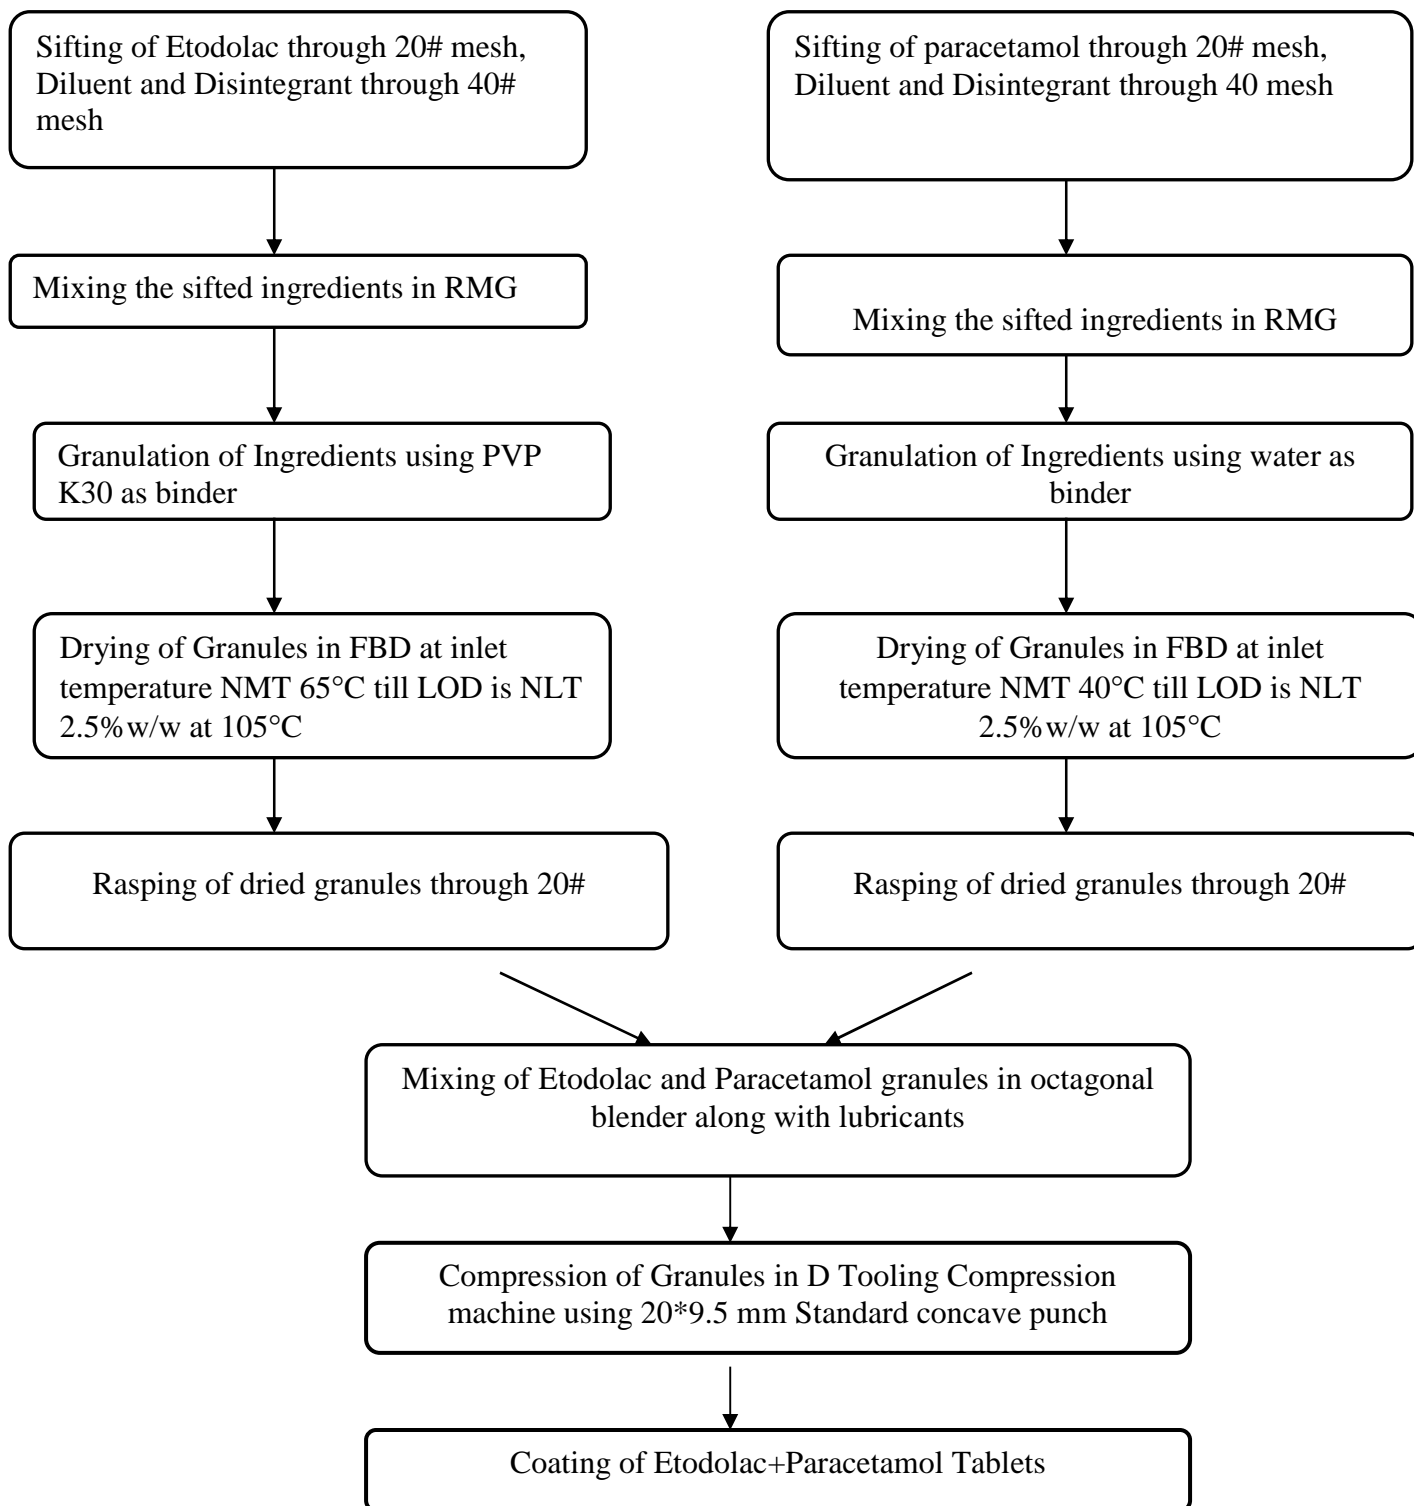 Sifting of Etodolac through 20# mesh,
Diluent and Disintegrant through 40#
mesh
Sifting of paracetamol through 20# mesh,
Diluent and Disintegrant through 40 mesh
Mixing the sifted ingredients in RMG
Mixing the sifted ingredients in RMG
Granulation of Ingredients using PVP
K30 as binder
Granulation of Ingredients using water as
binder
Drying of Granules in FBD at inlet
temperature NMT 65°C till LOD is NLT
2.5%w/w at 105°C
Drying of Granules in FBD at inlet
temperature NMT 40°C till LOD is NLT
2.5%w/w at 105°C
Rasping of dried granules through 20#
Rasping of dried granules through 20#
Mixing of Etodolac and Paracetamol granules in octagonal
blender along with lubricants
Compression of Granules in D Tooling Compression
machine using 20*9.5 mm Standard concave punch
Coating of Etodolac+Paracetamol Tablets